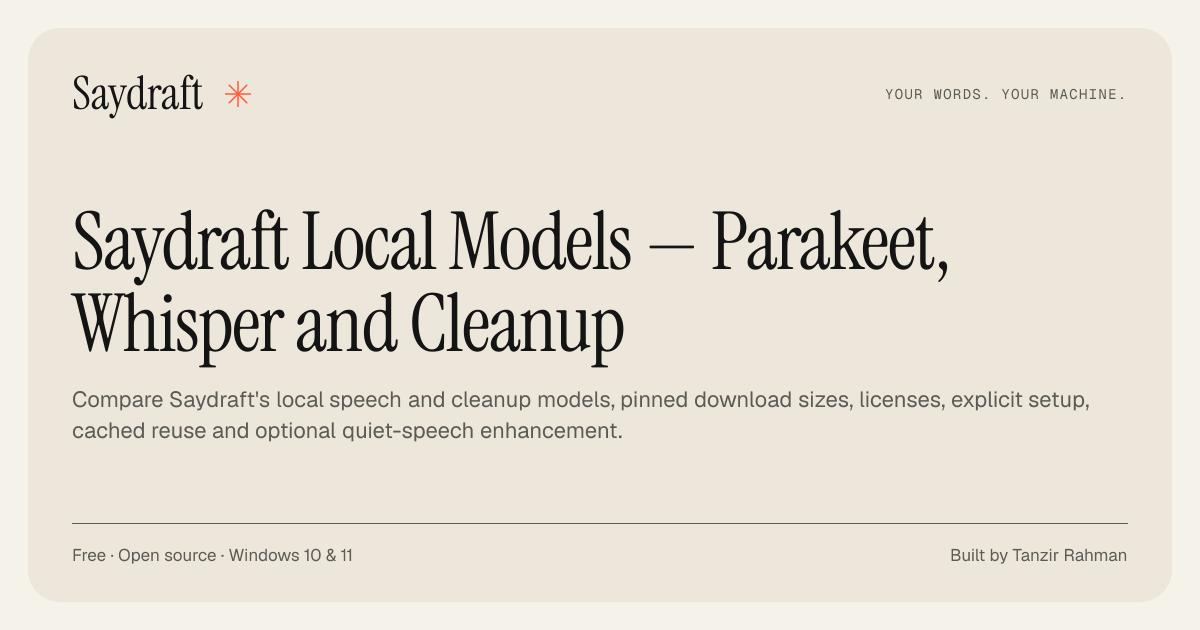 Saydraft
YOUR WORDS. YOUR MACHINE.
Saydraft Local Models — Parakeet,
Whisper and Cleanup
Compare Saydraft's local speech and cleanup models, pinned download sizes, licenses, explicit setup,
cached reuse and optional quiet-speech enhancement.
Free · Open source · Windows 10 & 11
Built by Tanzir Rahman